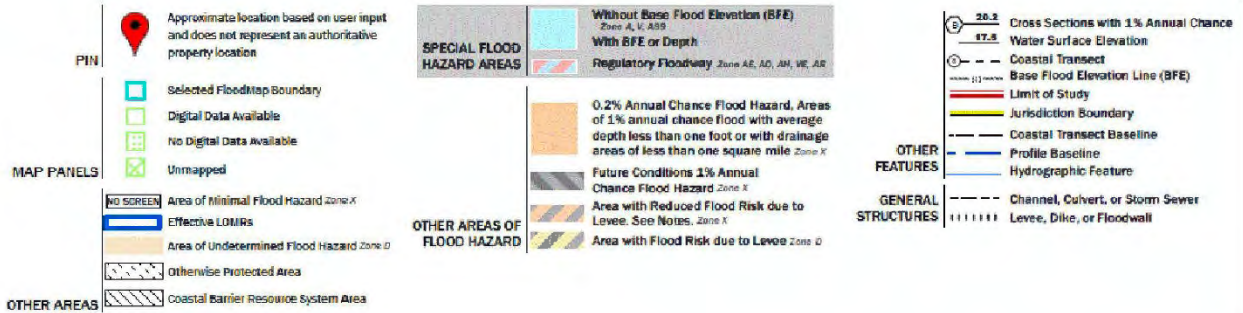 PIN
Approximate location based on user input
and does not represent an authoritative
property location
MAP PANELS
Selected FloodMap Boundary
Digital Data Available
No Digital Data Available
Unmapped
OTHER AREAS
NO SCREEN Area of Minimal Flood Hazard Zone X
Effective LOMRs
Area of Undetermined Flood Hazard Zone D
Otherwise Protected Area
Coastal Barrier Resource System Area
SPECIAL FLOOD
HAZARD AREAS
Without Base Flood Elevation (BFE)
Zone A, V, A99
With BFE or Depth
Regulatory Floodway Zone AE, AO, AH, VE, AR
OTHER AREAS OF
FLOOD HAZARD
0.2% Annual Chance Flood Hazard, Areas
of 1% annual chance flood with average
depth less than one foot or with drainage
areas of less than one square mile Zone X
Future Conditions 1% Annual
Chance Flood Hazard Zone X
Area with Reduced Flood Risk due to
Levee. See Notes. Zone X
Area with Flood Risk due to Levee Zone D
OTHER
FEATURES
B 20.2 Cross Sections with 1% Annual Chance
17.5 Water Surface Elevation
Coastal Transect
Base Flood Elevation Line (BFE)
Limit of Study
Jurisdiction Boundary
Coastal Transect Baseline
Profile Baseline
Hydrographic Feature
GENERAL
STRUCTURES
Channel, Culvert, or Storm Sewer
Levee, Dike, or Floodwall